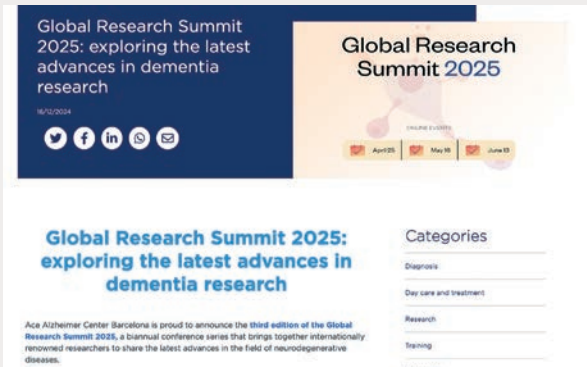 Global Research Summit
2025: exploring the latest
advances in dementia
research
16/12/2024
Global Research
Summit 2025
ONLINE EVENTS
April 25
May 16
June 13
Global Research Summit 2025:
exploring the latest advances in
dementia research
Ace Alzheimer Center Barcelona is proud to announce the third edition of the Global
Research Summit 2025, a biannual conference series that brings together internationally
renowned researchers to share the latest advances in the field of neurodegenerative
diseases.
Categories
Diagnosis
Day care and treatment
Research
Training